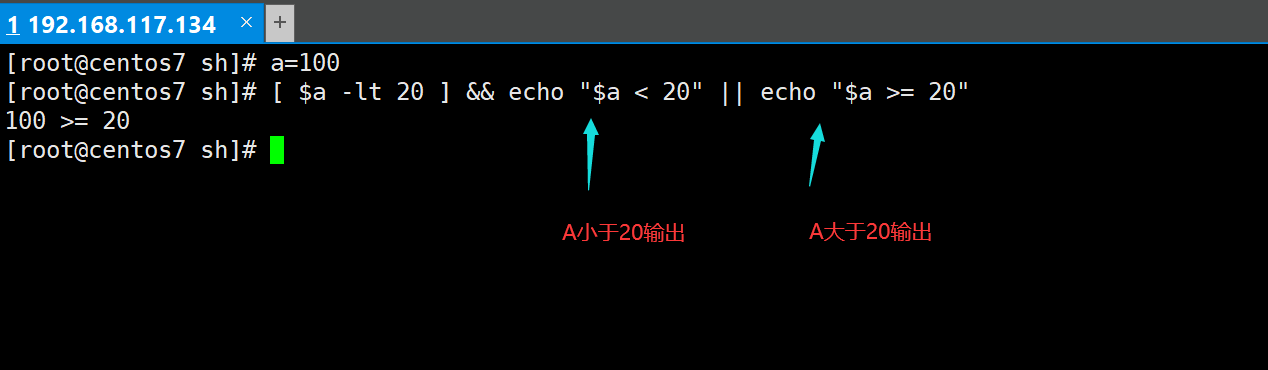 1 192.168.117.134 × +
[root@centos7 sh]# a=100
[root@centos7 sh]# [ $a -lt 20 ] && echo "$a < 20" || echo "$a >= 20"
100 >= 20
[root@centos7 sh]#
A小于20输出 A大于20输出